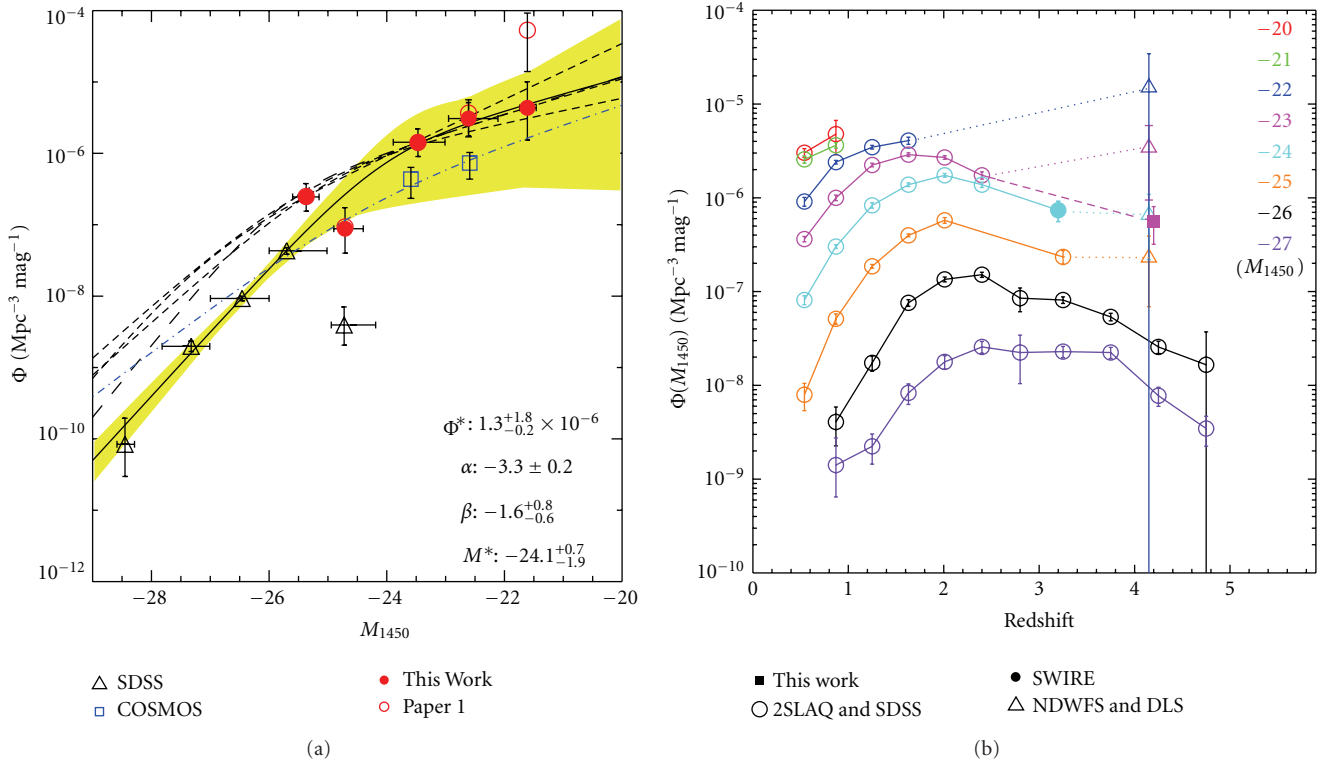 10−4
10−6
10−8
10−10
10−12
Φ (Mpc−3 mag−1)
−28 −26 −24 −22 −20
M1450
Φ*: 1.3+1.8−0.2 × 10−6
α: −3.3 ± 0.2
β: −1.6+0.8−0.6
M*: −24.1+0.7−1.9
SDSS
COSMOS
This Work
Paper 1
(a)
10−4
10−5
10−6
10−7
10−8
10−9
10−10
Φ(M1450) (Mpc−3 mag−1)
−20
−21
−22
−23
−24
−25
−26
−27
(M1450)
0 1 2 3 4 5
Redshift
This work
2SLAQ and SDSS
SWIRE
NDWFS and DLS
(b)